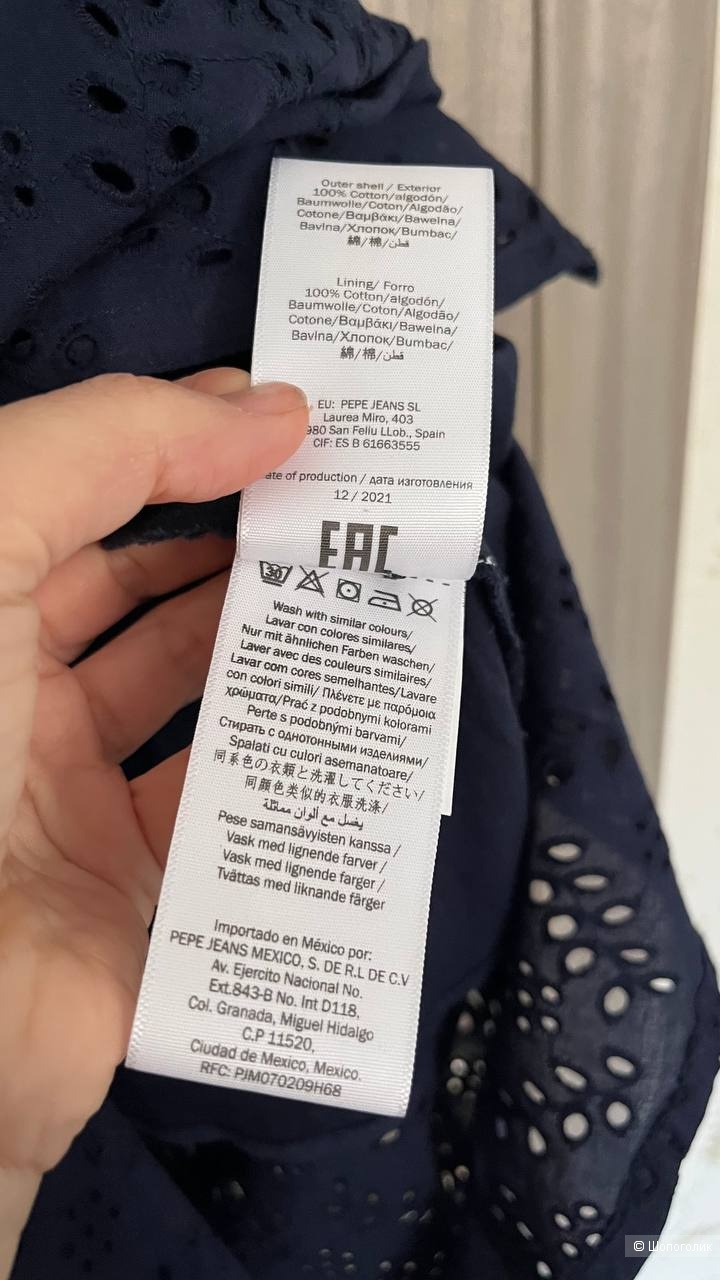 Outer shell / Exterior
100% Cotton/algodón/
Baumwolle/Coton/Algodão/
Cotone/Βαμβάκι/Bawełna/
Bavlna/Хлопок/Bumbac/
綿/棉/قطن
Lining/ Forro
100% Cotton/algodón/
Baumwolle/Coton/Algodão/
Cotone/Βαμβάκι/Bawełna/
Bavlna/Хлопок/Bumbac/
綿/棉/قطن
EU: PEPE JEANS SL
Laurea Miro, 403
980 San Feliu LLob., Spain
CIF: ES B 61663555
of production / дата изготовления
12 / 2021
EAC
30
Wash with similar colours/
Lavar con colores similares/
Nur mit ähnlichen Farben waschen/
Laver avec des couleurs similaires/
Lavar com cores semelhantes/Lavare
con colori simili/ Πλένετε με παρόμοια
χρώματα/Prać z podobnymi kolorami
Perte s podobnými barvami/
Стирать с однотонными изделиями/
Spalati cu culori asemanatoare/
同系色の衣類と洗濯してください/
同颜色类似的衣服洗涤/
يغسل مع ألوان مماثلة
Pese samansävyisten kanssa /
Vask med lignende farver /
Vask med lignende farger /
Tvättas med liknande färger
Importado en México por:
PEPE JEANS MEXICO, S. DE R.L DE C.V
Av. Ejercito Nacional No.
Ext.843-B No. Int D118,
Col. Granada, Miguel Hidalgo
C.P 11520,
Ciudad de Mexico, Mexico.
RFC: PJM070209H68
© Шопоголик